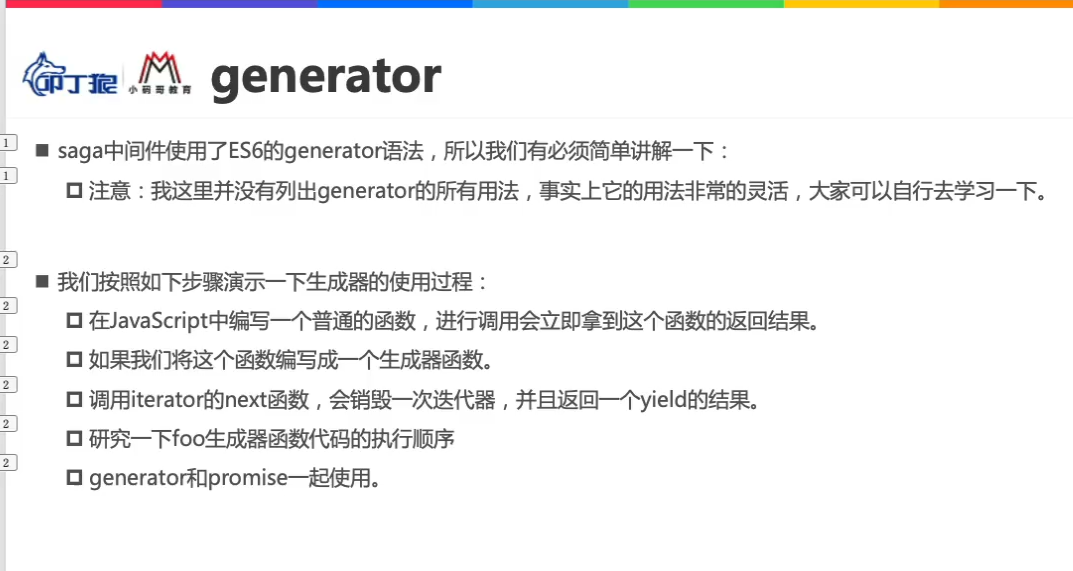 叩丁狼
小码哥教育
generator
1
■ saga中间件使用了ES6的generator语法，所以我们有必须简单讲解一下：
1
注意：我这里并没有列出generator的所有用法，事实上它的用法非常的灵活，大家可以自行去学习一下。
2
■ 我们按照如下步骤演示一下生成器的使用过程：
2
在JavaScript中编写一个普通的函数，进行调用会立即拿到这个函数的返回结果。
2
如果我们将这个函数编写成一个生成器函数。
2
调用iterator的next函数，会销毁一次迭代器，并且返回一个yield的结果。
2
研究一下foo生成器函数代码的执行顺序
2
generator和promise一起使用。